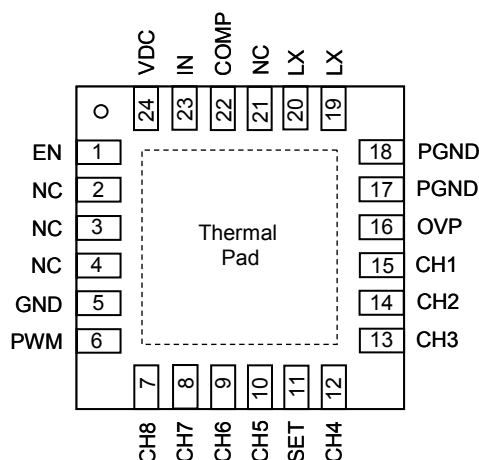 VDC IN COMP NC LX LX
24 23 22 21 20 19
EN 1
NC 2
NC 3
NC 4
GND 5
PWM 6
Thermal
Pad
18 PGND
17 PGND
16 OVP
15 CH1
14 CH2
13 CH3
7 8 9 10 11 12
CH8 CH7 CH6 CH5 SET CH4